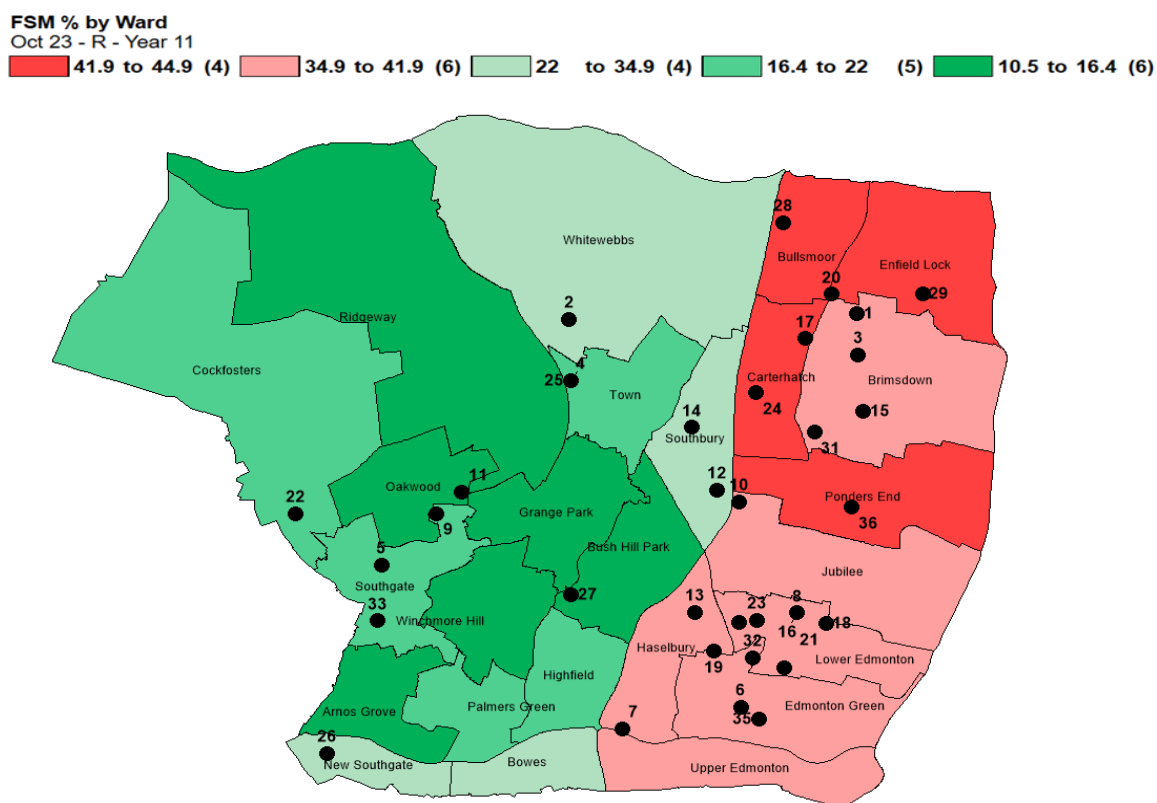 FSM % by Ward
Oct 23 - R - Year 11
41.9 to 44.9 (4) 34.9 to 41.9 (6) 22 to 34.9 (4) 16.4 to 22 (5) 10.5 to 16.4 (6)
28
Whitewebbs
Bullsmoor
Enfield Lock
20
29
2
1
Ridgeway
17
3
4
Cockfosters
25
Carterhatch
Brimsdown
Town
24
14
15
Southbury
31
11
12
10
Oakwood
22
Ponders End
9
Grange Park
36
5
Bush Hill Park
Southgate
Jubilee
27
13
33
23
8
Winchmore Hill
16
18
21
Haselbury
32
19
Lower Edmonton
Highfield
6
Palmers Green
Edmonton Green
Arnos Grove
7
35
26
New Southgate
Bowes
Upper Edmonton